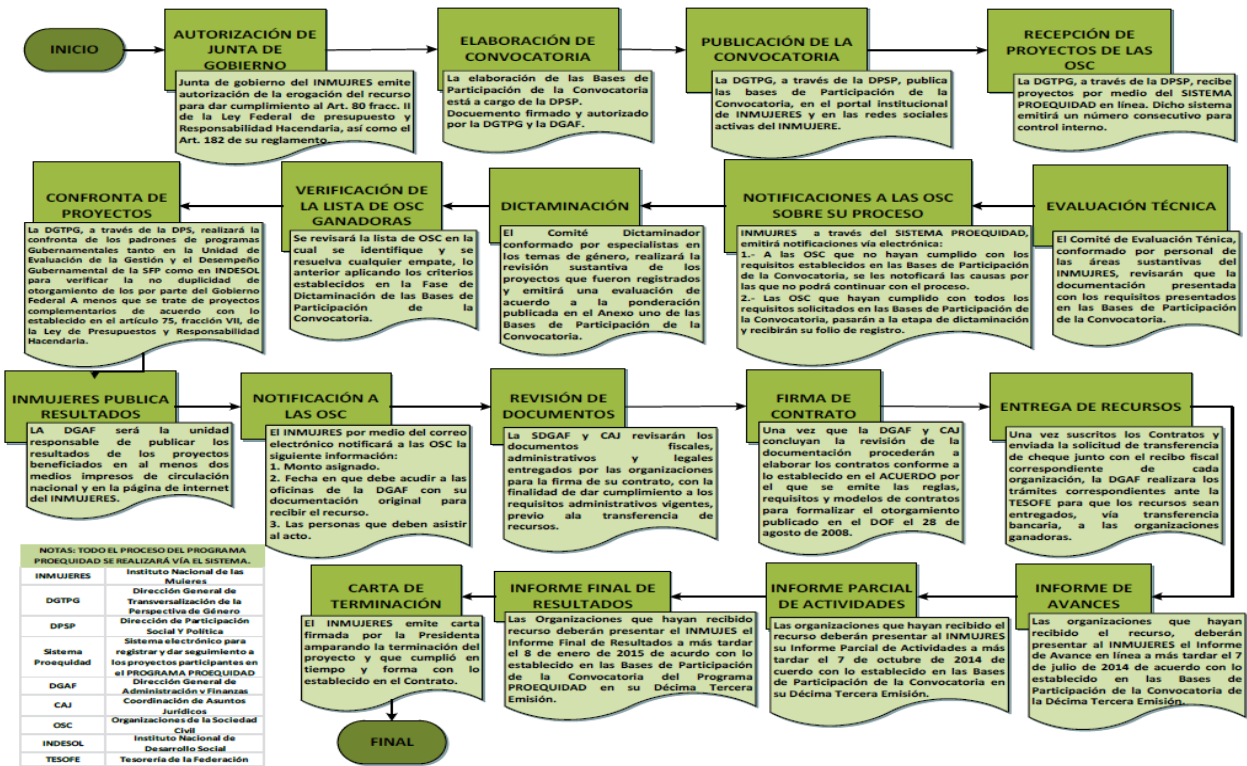 INICIO
AUTORIZACIÓN DE
JUNTA DE
GOBIERNO
Junta de gobierno del INMUJRES emite
autorización de la erogación del recurso
para dar cumplimiento al Art. 80 fracc. II
de la Ley Federal de presupuesto y
Responsabilidad Hacendaria, así como el
Art. 182 de su reglamento.
ELABORACIÓN DE
CONVOCATORIA
La elaboración de las Bases de
Participación de la Convocatoria
está a cargo de la DPSP.
Docuemento firmado y autorizado
por la DGTPG y la DGAF.
PUBLICACIÓN DE LA
CONVOCATORIA
La DGTPG, a través de la DPSP, publica
las bases de Participación de la
Convocatoria, en el portal institucional
de INMUJERES y en las redes sociales
activas del INMUJERE.
RECEPCIÓN DE
PROYECTOS DE LAS
OSC
La DGTPG, a través de la DPSP, recibe
proyectos por medio del SISTEMA
PROEQUIDAD en línea. Dicho sistema
emitirá un número consecutivo para
control interno.
EVALUACIÓN TÉCNICA
El Comité de Evaluación Ténica,
conformado por personal de
las áreas sustantivas del
INMUJRES, revisarán que la
documentación presentada
con los requisitos presentados
en las Bases de Participación
de la Convocatoria.
NOTIFICACIONES A LAS OSC
SOBRE SU PROCESO
INMUJRES a través del SISTEMA PROEQUIDAD,
emitirá notificaciones vía electrónica:
1.- A las OSC que no hayan cumplido con los
requisitos establecidos en las Bases de Participación
de la Convocatoria, se les notificará las causas por
las que no podrá continuar con el proceso.
2.- Las OSC que hayan cumplido con todos los
requisitos solicitados en las Bases de Participación de
la Convocatoria, pasarán a la etapa de dictaminación
y recibirán su folio de registro.
DICTAMINACIÓN
El Comité Dictaminador
conformado por especialistas en
los temas de género, realizará la
revisión sustantiva de los
proyectos que fueron registrados
y emitirá una evaluación de
acuerdo a la ponderación
publicada en el Anexo uno de las
Bases de Participación de la
Convocatoria.
VERIFICACIÓN DE
LA LISTA DE OSC
GANADORAS
Se revisará la lista de OSC en la
cual se identifique y se
resuelva cualquier empate, lo
anterior aplicando los criterios
establecidos en la Fase de
Dictaminación de las Bases de
Participación de la
Convocatoria.
CONFRONTA DE
PROYECTOS
La DGTPG, a través de la DPS, realizará la
confronta de los padrones de programas
Gubernamentales tanto en la Unidad de
Evaluación de la Gestión y el Desempeño
Gubernamental de la SFP como en INDESOL
para verificar la no duplicidad de
otorgamiento de los por parte del Gobierno
Federal A menos que se trate de proyectos
complementarios de acuerdo con lo
establecido en el artículo 75, fracción VII, de
la Ley de Presupuestos y Responsabilidad
Hacendaria.
INMUJERES PUBLICA
RESULTADOS
LA DGAF será la unidad
responsable de publicar los
resultados de los proyectos
beneficiados en al menos dos
medios impresos de circulación
nacional y en la página de internet
del INMUJERES.
NOTIFICACIÓN A
LAS OSC
El INMUJRES por medio del correo
electrónico notificará a las OSC la
siguiente información:
1. Monto asignado.
2. Fecha en que debe acudir a las
oficinas de la DGAF con su
documentación original para
recibir el recurso.
3. Las personas que deben asistir
al acto.
REVISIÓN DE
DOCUMENTOS
La SDGAF y CAJ revisarán los
documentos fiscales,
administrativos y legales
entregados por las organizaciones
para la firma de su contrato, con la
finalidad de dar cumplimiento a los
requisitos administrativos vigentes,
previo ala transferencia de
recursos.
FIRMA DE
CONTRATO
Una vez que la DGAF y CAJ
concluyan la revisión de la
documentación procederán a
elaborar los contratos conforme a
lo establecido en el ACUERDO por
el que se emite las reglas,
requisitos y modelos de contratos
para formalizar el otorgamiento
publicado en el DOF el 28 de
agosto de 2008.
ENTREGA DE RECURSOS
Una vez suscritos los Contratos y
enviada la solicitud de transferencia
de cheque junto con el recibo fiscal
correspondiente de cada
organización, la DGAF realizara los
trámites correspondientes ante la
TESOFE para que los recursos sean
entregados, vía transferencia
bancaria, a las organizaciones
ganadoras.
INFORME DE
AVANCES
Las organizaciones que hayan
recibido el recurso, deberán
presentar al INMUJERES el Informe
de Avance en línea a más tardar el 7
de julio de 2014 de acuerdo con lo
establecido en las Bases de
Participación de la Convocatoria de
la Décima Tercera Emisión.
INFORME PARCIAL
DE ACTIVIDADES
Las organizaciones que hayan recibido el
recurso deberán presentar al INMUJRES
su Informe Parcial de Actividades a más
tardar el 7 de octubre de 2014 de
cuerdo con lo establecido en las Bases
de Participación de la Convocatoria en
su Décima Tercera Emisión.
INFORME FINAL DE
RESULTADOS
Las Organizaciones que hayan recibido
recurso deberán presentar el INMUJES el
Informe Final de Resultados a más tardar
el 8 de enero de 2015 de acurdo con lo
establecido en las Bases de Participación
de la Convocatoria del Programa
PROEQUIDAD en su Décima Tercera
Emisión.
CARTA DE
TERMINACIÓN
El INMUJERES emite carta
firmada por la Presidenta
amparando la terminación del
proyecto y que cumplió en
tiempo y forma con lo
establecido en el Contrato.
FINAL
NOTAS: TODO EL PROCESO DEL PROGRAMA
PROEQUIDAD SE REALIZARÁ VÍA EL SISTEMA.
INMUJERES Instituto Nacional de las
Mujeres
DGTPG Dirección General de
Transversalización de la
Perspectiva de Género
DPSP Dirección de Participación
Social Y Política
Sistema
Proequidad Sistema electrónico para
registrar y dar seguimiento a
los proyectos participantes en
el PROGRAMA PROEQUIDAD
DGAF Dirección General de
Administración y Finanzas
CAJ Coordinación de Asuntos
Jurídicos
OSC Organizaciones de la Sociedad
Civil
INDESOL Instituto Nacional de
Desarrollo Social
TESOFE Tesorería de la Federación